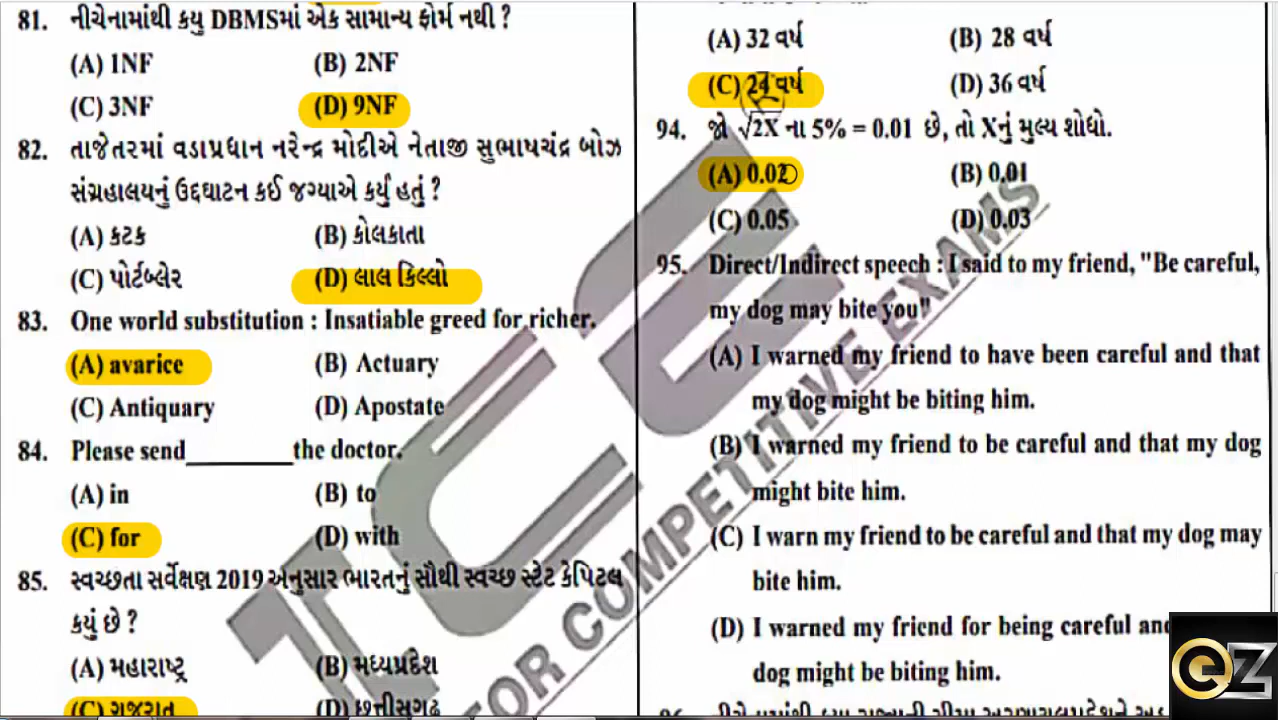 81. નીચેનામાંથી કયુ DBMSમાં એક સામાન્ય ફોર્મ નથી ?
(A) 1NF (B) 2NF
(C) 3NF (D) 9NF
82. તાજેતરમાં વડાપ્રધાન નરેન્દ્ર મોદીએ નેતાજી સુભાષચંદ્ર બોઝ
સંગ્રહાલયનું ઉદ્દઘાટન કઈ જગ્યાએ કર્યું હતું ?
(A) કટક (B) કોલકાતા
(C) પોર્ટબ્લેર (D) લાલ કિલ્લો
83. One world substitution : Insatiable greed for richer.
(A) avarice (B) Actuary
(C) Antiquary (D) Apostate
84. Please send________the doctor.
(A) in (B) to
(C) for (D) with
85. સ્વચ્છતા સર્વેક્ષણ 2019 અનુસાર ભારતનું સૌથી સ્વચ્છ સ્ટેટ કેપિટલ
કયું છે ?
(A) મહારાષ્ટ્ર (B) મધ્યપ્રદેશ
(C) ગુજરાત (D) છત્તીસગઢ
(A) 32 વર્ષ (B) 28 વર્ષ
(C) 24 વર્ષ (D) 36 વર્ષ
94. જો √2X ના 5% = 0.01 છે, તો Xનું મુલ્ય શોધો.
(A) 0.02 (B) 0.01
(C) 0.05 (D) 0.03
95. Direct/Indirect speech : I said to my friend, "Be careful,
my dog may bite you"
(A) I warned my friend to have been careful and that
my dog might be biting him.
(B) I warned my friend to be careful and that my dog
might bite him.
(C) I warn my friend to be careful and that my dog may
bite him.
(D) I warned my friend for being careful and
dog might be biting him.
ICE
FOR COMPETITIVE EXAMS
eZ